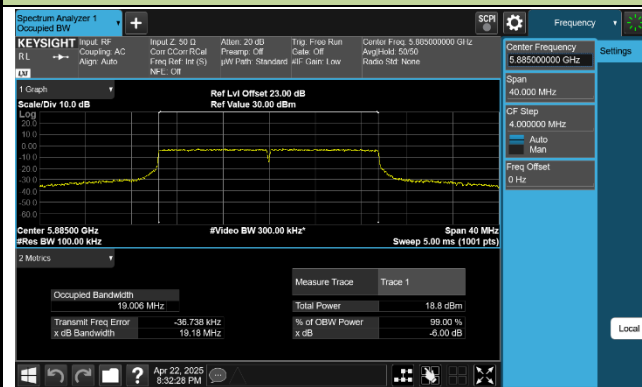 Spectrum Analyzer 1
Occupied BW
SCPI
Frequency
KEYSIGHT
RL
LXI
Input: RF
Coupling: AC
Align: Auto
Input Z: 50 Ω
Corr CCorr RCal
Freq Ref: Int (S)
NFE: Off
Atten: 20 dB
Preamp: Off
µW Path: Standard
Trig: Free Run
Gate: Off
#IF Gain: Low
Center Freq: 5.885000000 GHz
Avg|Hold: 50/50
Radio Std: None
Center Frequency
5.885000000 GHz
Settings
Span
40.000 MHz
CF Step
4.000000 MHz
Auto
Man
Freq Offset
0 Hz
Local
1 Graph
Scale/Div 10.0 dB
Ref Lvl Offset 23.00 dB
Ref Value 30.00 dBm
Log
20.0
10.0
0.00
-10.0
-20.0
-30.0
-40.0
-50.0
-60.0
Center 5.88500 GHz
#Res BW 100.00 kHz
#Video BW 300.00 kHz*
Span 40 MHz
Sweep 5.00 ms (1001 pts)
2 Metrics
Measure Trace
Trace 1
Occupied Bandwidth
19.006 MHz
Total Power
18.8 dBm
Transmit Freq Error
-36.738 kHz
% of OBW Power
99.00 %
x dB Bandwidth
19.18 MHz
x dB
-6.00 dB
Apr 22, 2025
8:32:28 PM